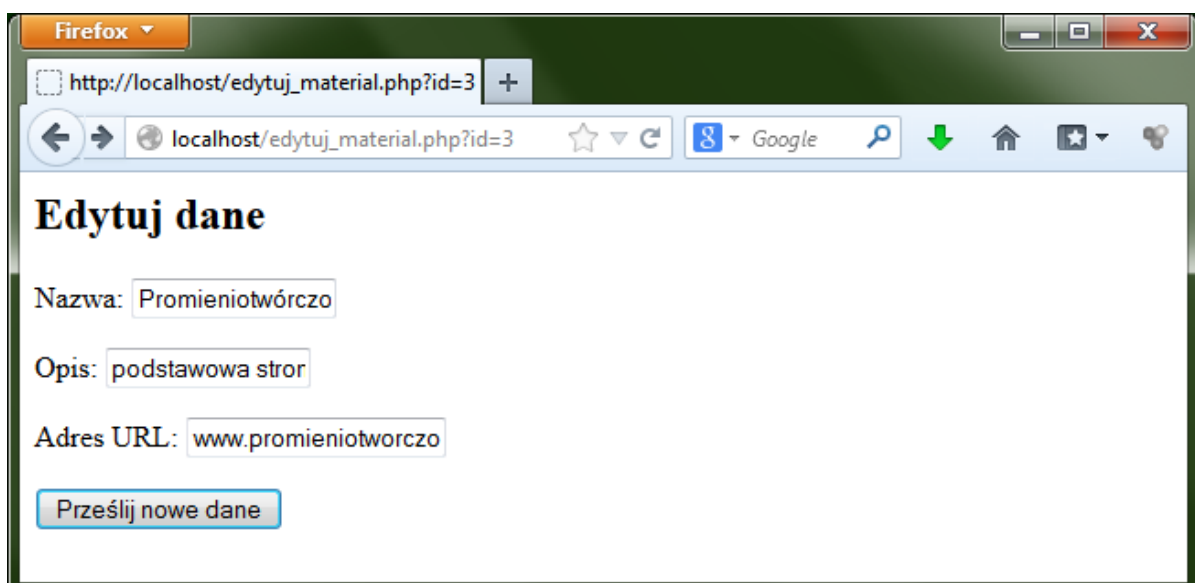 Firefox
http://localhost/edytuj_material.php?id=3
localhost/edytuj_material.php?id=3
Google
Edytuj dane
Nazwa: Promieniotwórczo
Opis: podstawowa stror
Adres URL: www.promieniotworczo
Prześlij nowe dane